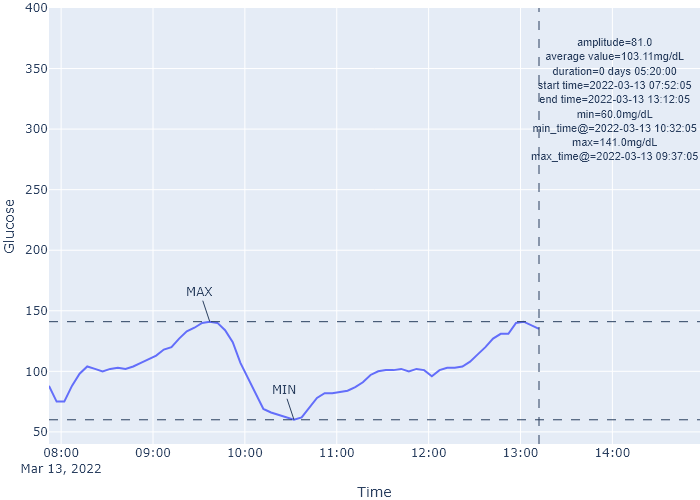 400
350
300
250
200
150
100
50
Glucose
amplitude=81.0
average value=103.11mg/dL
duration=0 days 05:20:00
start time=2022-03-13 07:52:05
end time=2022-03-13 13:12:05
min=60.0mg/dL
min_time@=2022-03-13 10:32:05
max=141.0mg/dL
max_time@=2022-03-13 09:37:05
MAX
MIN
08:00 09:00 10:00 11:00 12:00 13:00 14:00
Mar 13, 2022
Time